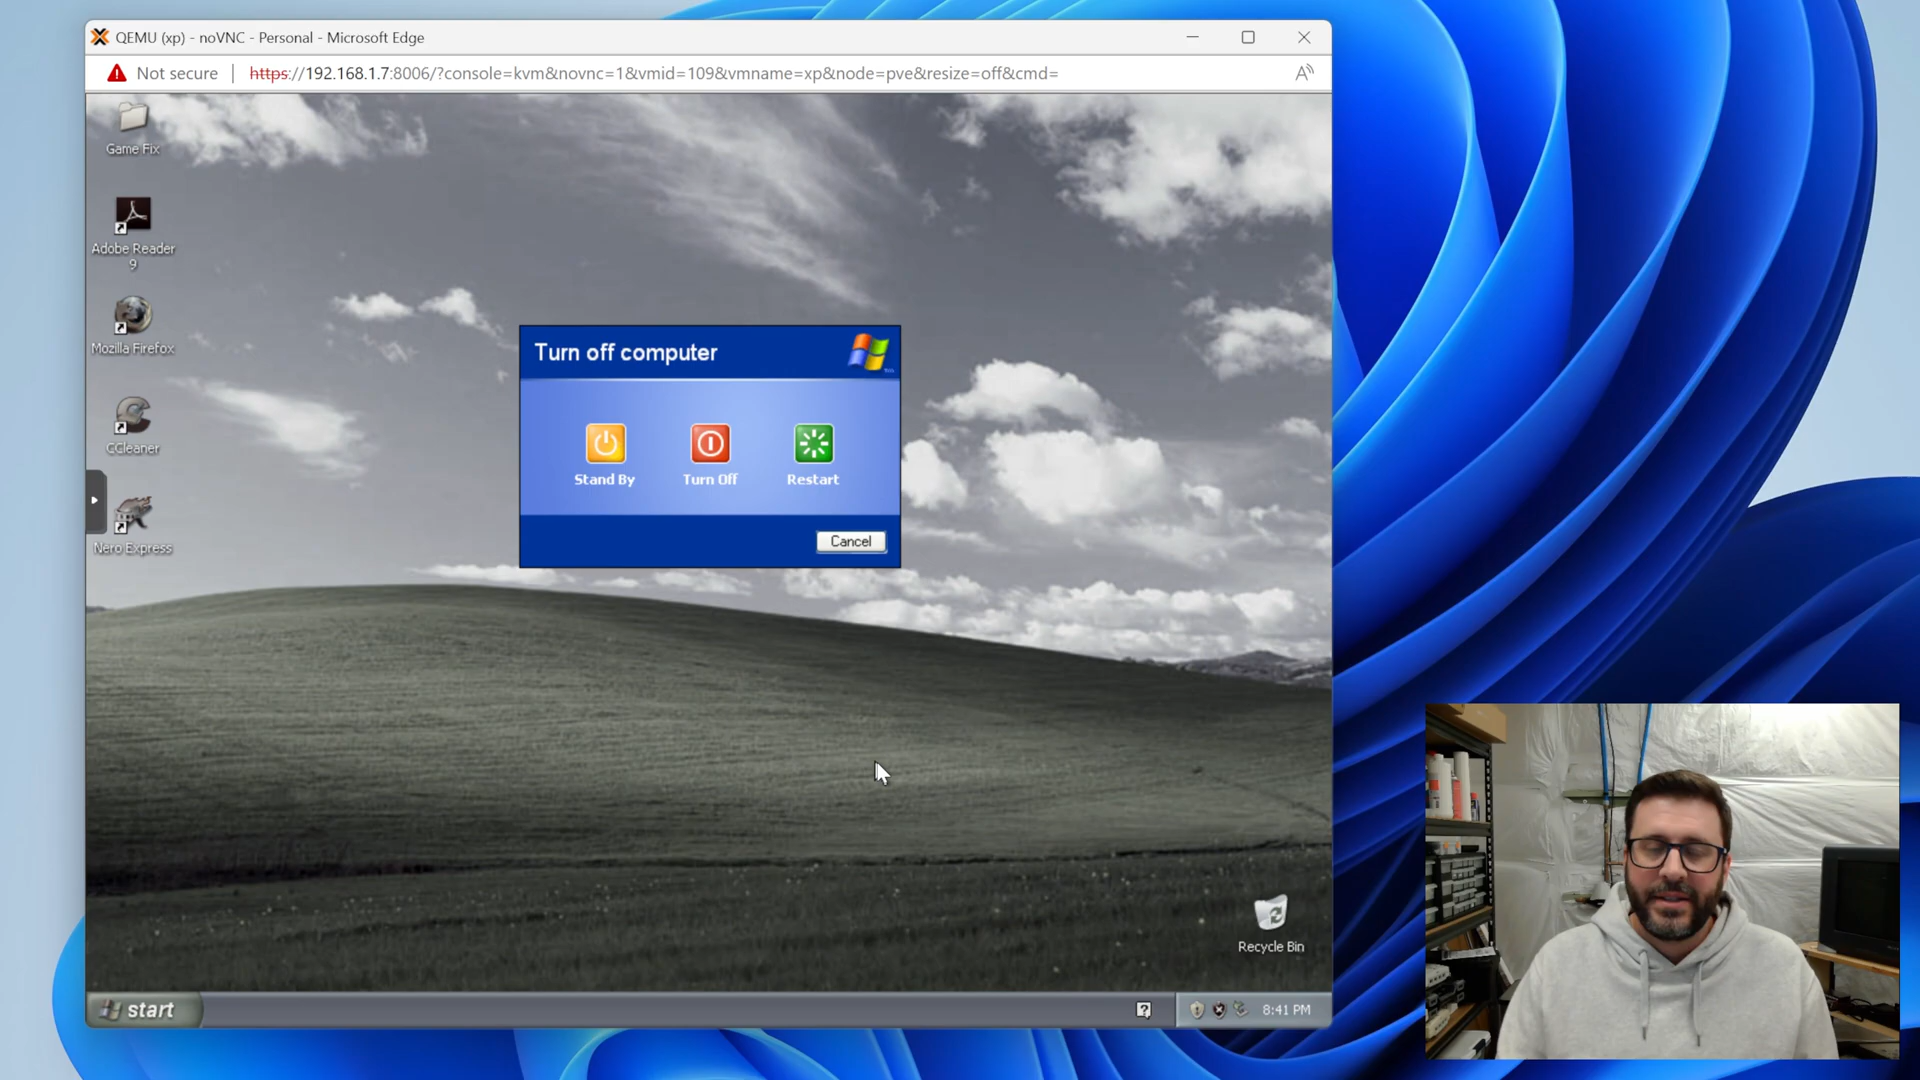 QEMU (xp) - noVNC - Personal - Microsoft Edge
Not secure | https://192.168.1.7:8006/?console=kvm&novnc=1&vmid=109&vmname=xp&node=pve&resize=off&cmd=
Game Fix
Adobe Reader
9
Mozilla Firefox
CCleaner
Nero Express
Turn off computer
Stand By
Turn Off
Restart
Cancel
Recycle Bin
start
8:41 PM